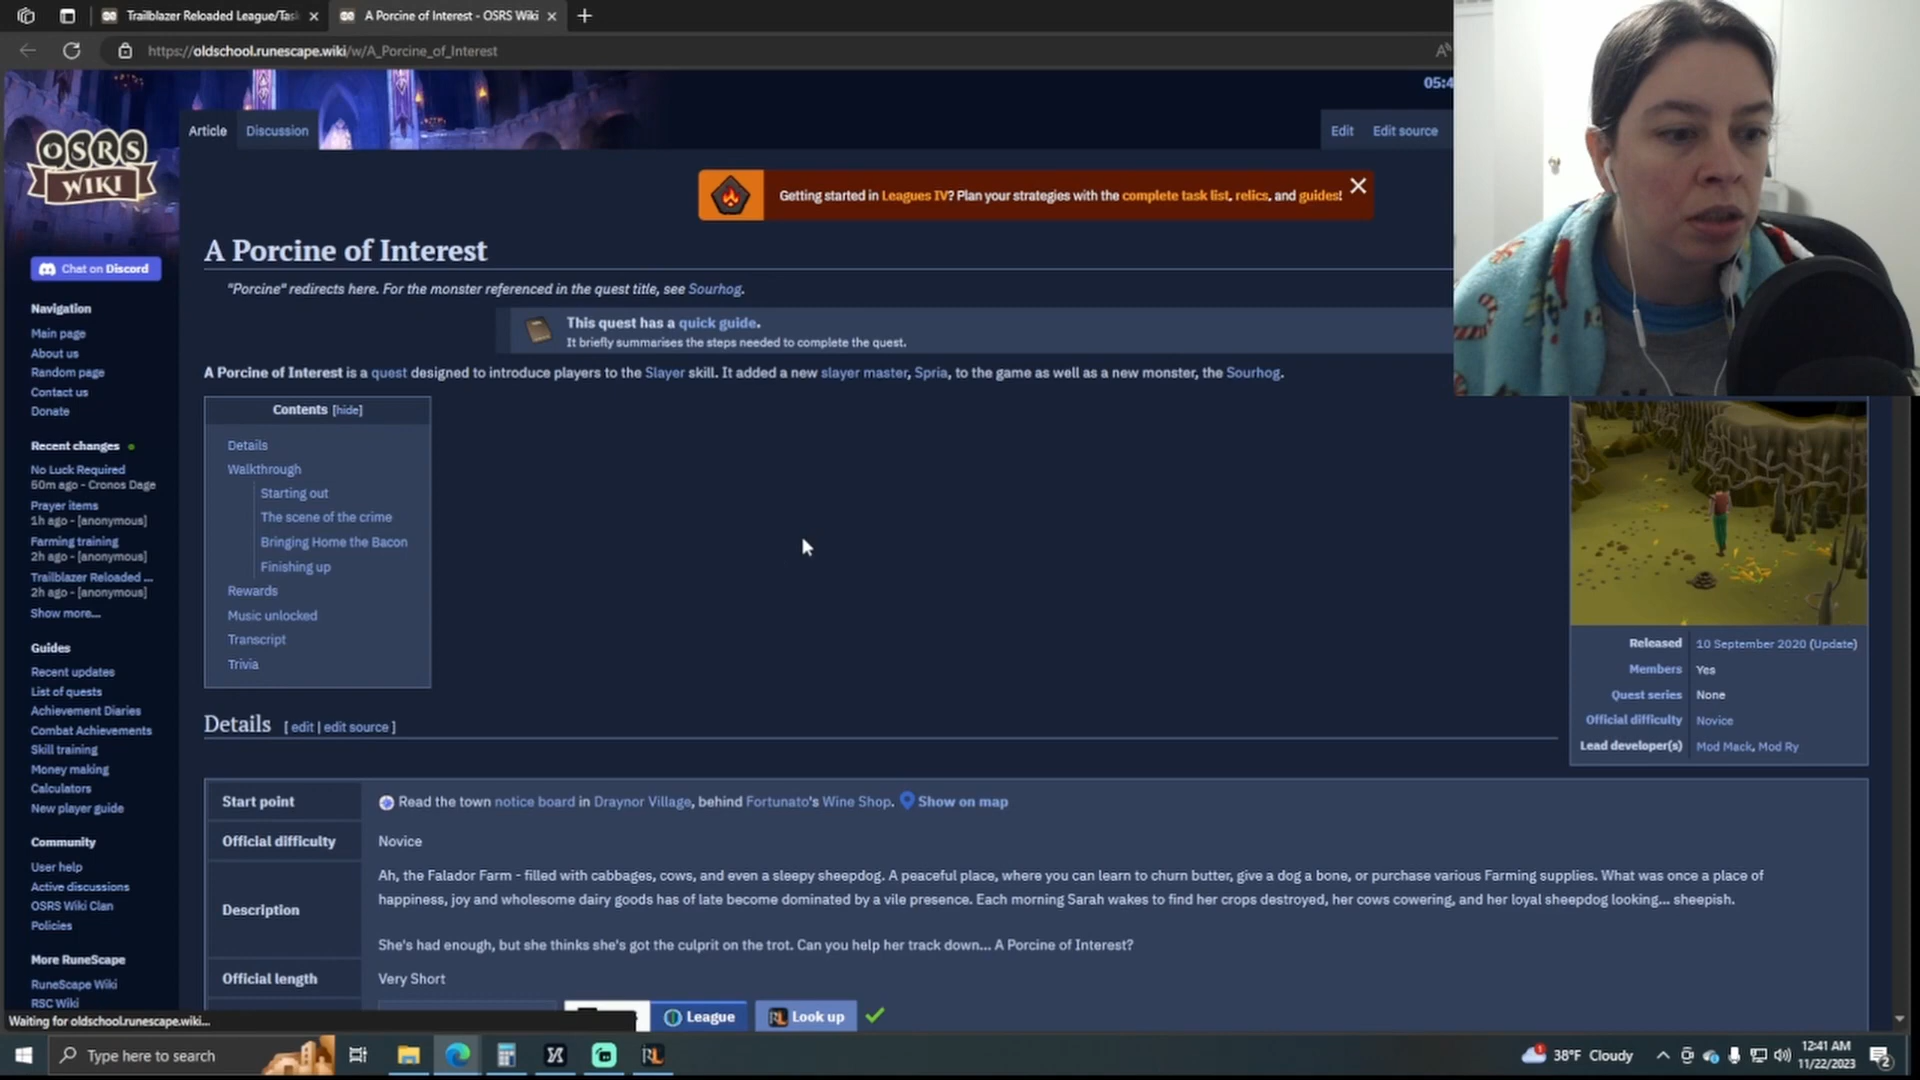 Trailblazer Reloaded League/Tas
A Porcine of Interest - OSRS Wiki
https://oldschool.runescape.wiki/w/A_Porcine_of_Interest
05:4
OSRS
WIKI
Article
Discussion
Edit
Edit source
Getting started in Leagues IV? Plan your strategies with the complete task list, relics, and guides!
Chat on Discord
Navigation
Main page
About us
Random page
Contact us
Donate
Recent changes
No Luck Required
50m ago - Cronos Dage
Prayer items
1h ago - [anonymous]
Farming training
2h ago - [anonymous]
Trailblazer Reloaded ...
2h ago - [anonymous]
Show more...
Guides
Recent updates
List of quests
Achievement Diaries
Combat Achievements
Skill training
Money making
Calculators
New player guide
Community
User help
Active discussions
OSRS Wiki Clan
Policies
More RuneScape
RuneScape Wiki
RSC Wiki
A Porcine of Interest
"Porcine" redirects here. For the monster referenced in the quest title, see Sourhog.
This quest has a quick guide.
It briefly summarises the steps needed to complete the quest.
A Porcine of Interest is a quest designed to introduce players to the Slayer skill. It added a new slayer master, Spria, to the game as well as a new monster, the Sourhog.
Contents [hide]
Details
Walkthrough
Starting out
The scene of the crime
Bringing Home the Bacon
Finishing up
Rewards
Music unlocked
Transcript
Trivia
Released 10 September 2020 (Update)
Members Yes
Quest series None
Official difficulty Novice
Lead developer(s) Mod Mack, Mod Ry
Details [ edit | edit source ]
Start point Read the town notice board in Draynor Village, behind Fortunato's Wine Shop. Show on map
Official difficulty Novice
Description
Ah, the Falador Farm - filled with cabbages, cows, and even a sleepy sheepdog. A peaceful place, where you can learn to churn butter, give a dog a bone, or purchase various Farming supplies. What was once a place of
happiness, joy and wholesome dairy goods has of late become dominated by a vile presence. Each morning Sarah wakes to find her crops destroyed, her cows cowering, and her loyal sheepdog looking... sheepish.
She's had enough, but she thinks she's got the culprit on the trot. Can you help her track down... A Porcine of Interest?
Official length Very Short
League
RL Look up
Waiting for oldschool.runescape.wiki...
Type here to search
RL
38°F Cloudy
12:41 AM
11/22/2023
2